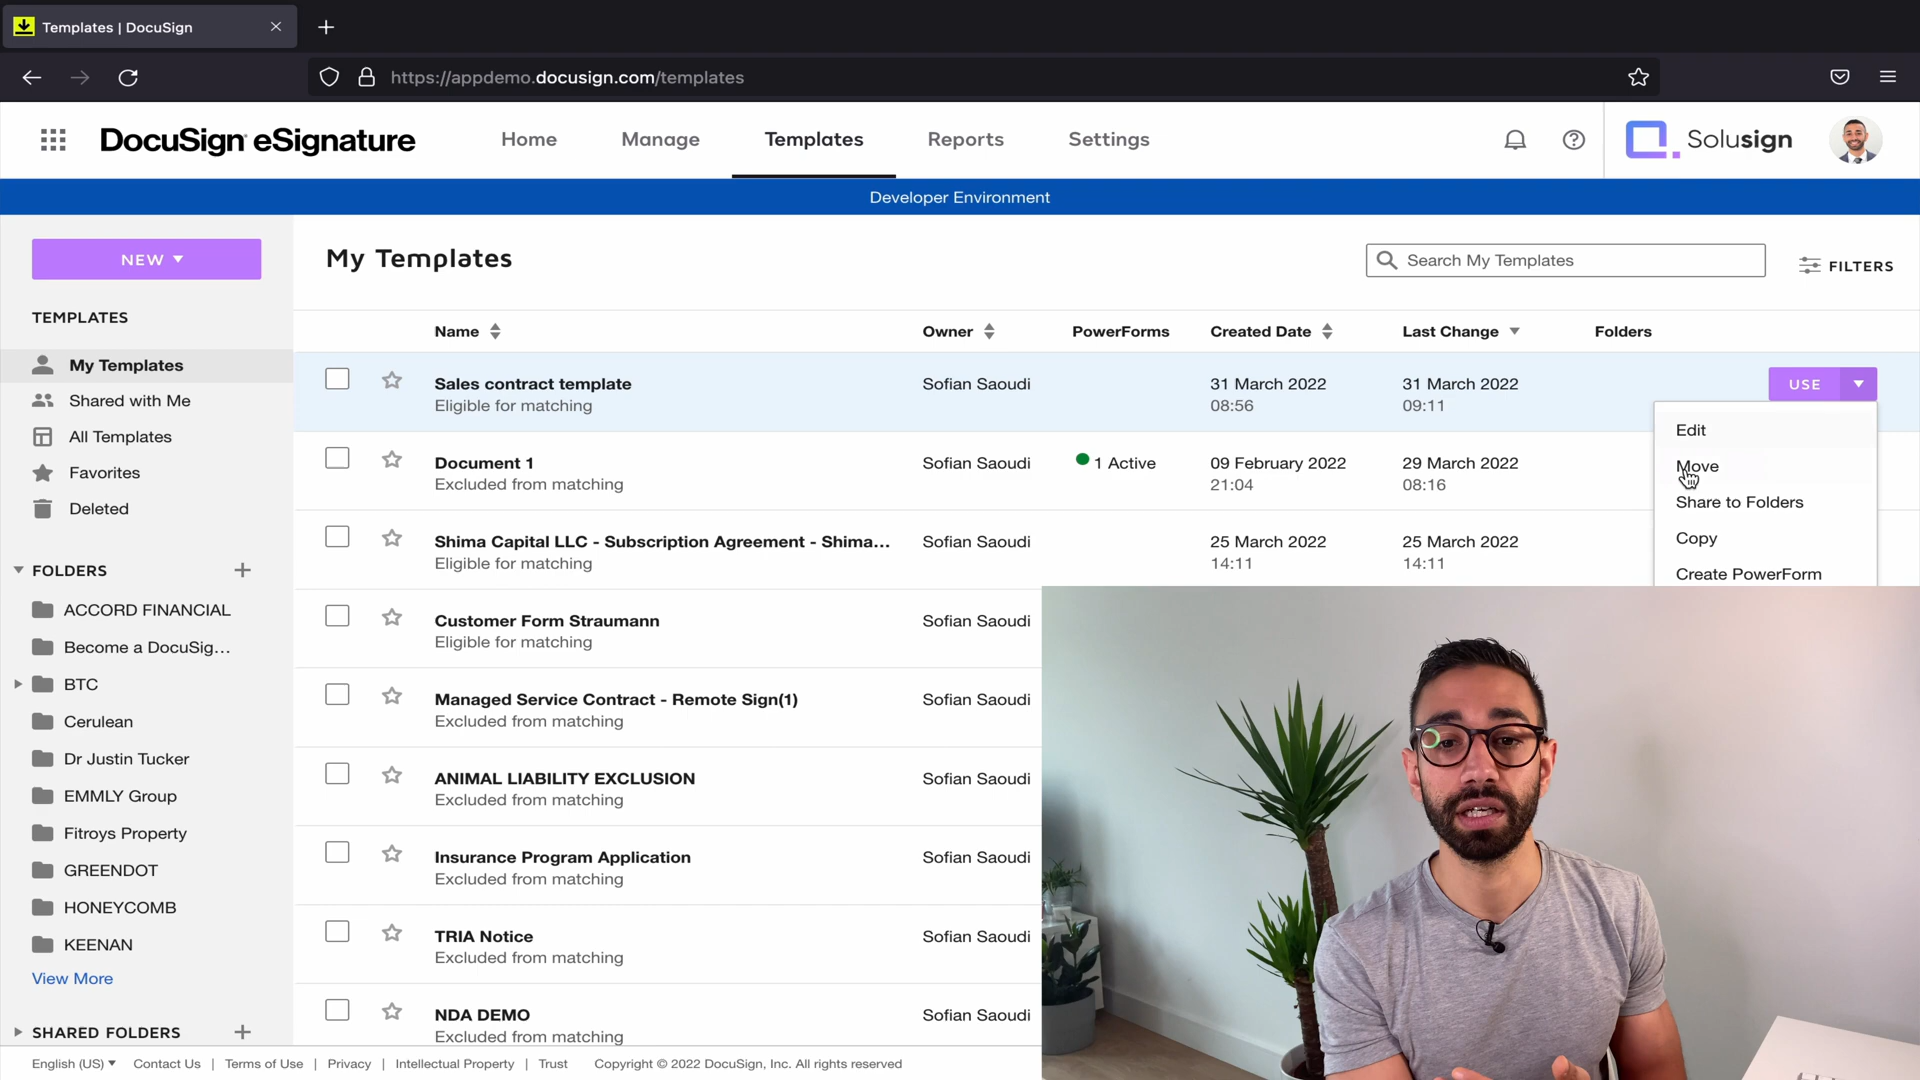 Templates | DocuSign
https://appdemo.docusign.com/templates
DocuSign eSignature
Home
Manage
Templates
Reports
Settings
Solusign
Developer Environment
NEW
My Templates
Search My Templates
FILTERS
TEMPLATES
My Templates
Shared with Me
All Templates
Favorites
Deleted
FOLDERS
ACCORD FINANCIAL
Become a DocuSig...
BTC
Cerulean
Dr Justin Tucker
EMMLY Group
Fitroys Property
GREENDOT
HONEYCOMB
KEENAN
View More
SHARED FOLDERS
Name Owner PowerForms Created Date Last Change Folders
Sales contract template Sofian Saoudi 31 March 2022 31 March 2022 USE
Eligible for matching 08:56 09:11
Document 1 Sofian Saoudi 1 Active 09 February 2022 29 March 2022
Excluded from matching 21:04 08:16
Shima Capital LLC - Subscription Agreement - Shima... Sofian Saoudi 25 March 2022 25 March 2022
Eligible for matching 14:11 14:11
Customer Form Straumann Sofian Saoudi
Eligible for matching
Managed Service Contract - Remote Sign(1) Sofian Saoudi
Excluded from matching
ANIMAL LIABILITY EXCLUSION Sofian Saoudi
Excluded from matching
Insurance Program Application Sofian Saoudi
Excluded from matching
TRIA Notice Sofian Saoudi
Excluded from matching
NDA DEMO Sofian Saoudi
Excluded from matching
Edit
Move
Share to Folders
Copy
Create PowerForm
English (US) Contact Us | Terms of Use | Privacy | Intellectual Property | Trust Copyright © 2022 DocuSign, Inc. All rights reserved